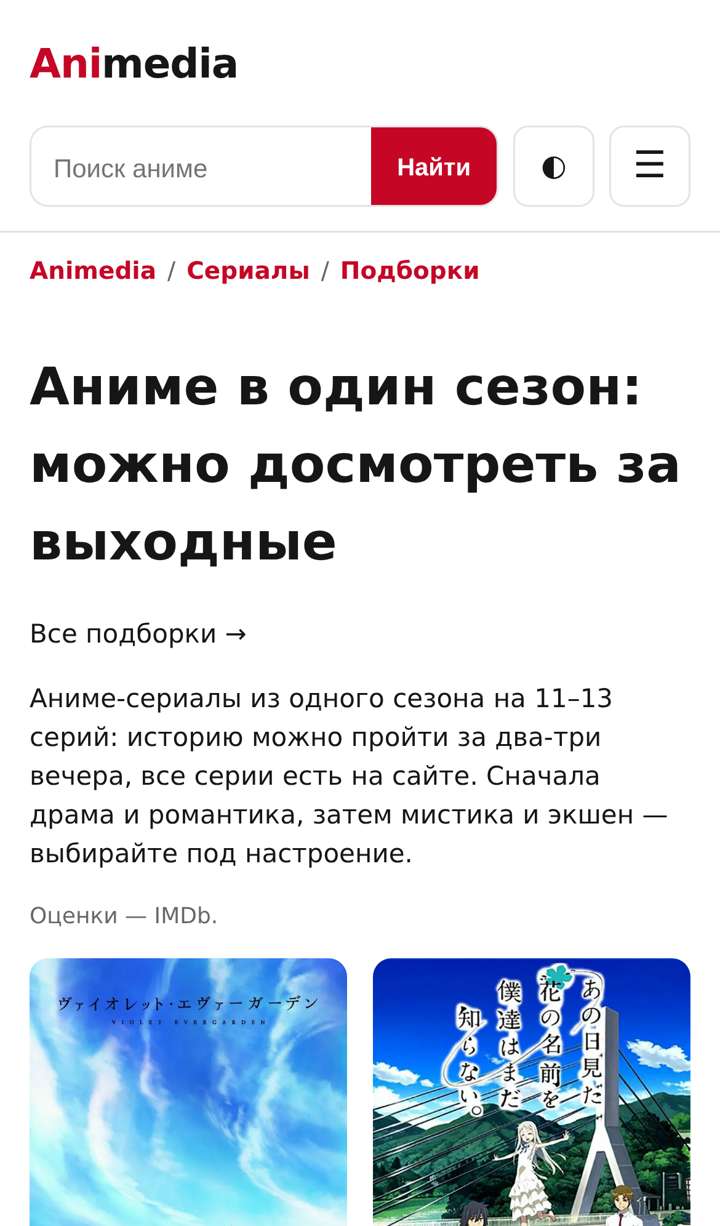 Animedia
Поиск аниме
Найти
Animedia / Сериалы / Подборки
Аниме в один сезон:
можно досмотреть за
выходные
Все подборки →
Аниме-сериалы из одного сезона на 11–13
серий: историю можно пройти за два-три
вечера, все серии есть на сайте. Сначала
драма и романтика, затем мистика и экшен —
выбирайте под настроение.
Оценки — IMDb.
ヴァイオレット・エヴァーガーデン
VIOLET EVERGARDEN
あの日見た
花の名前を
僕達はまだ
知らない。